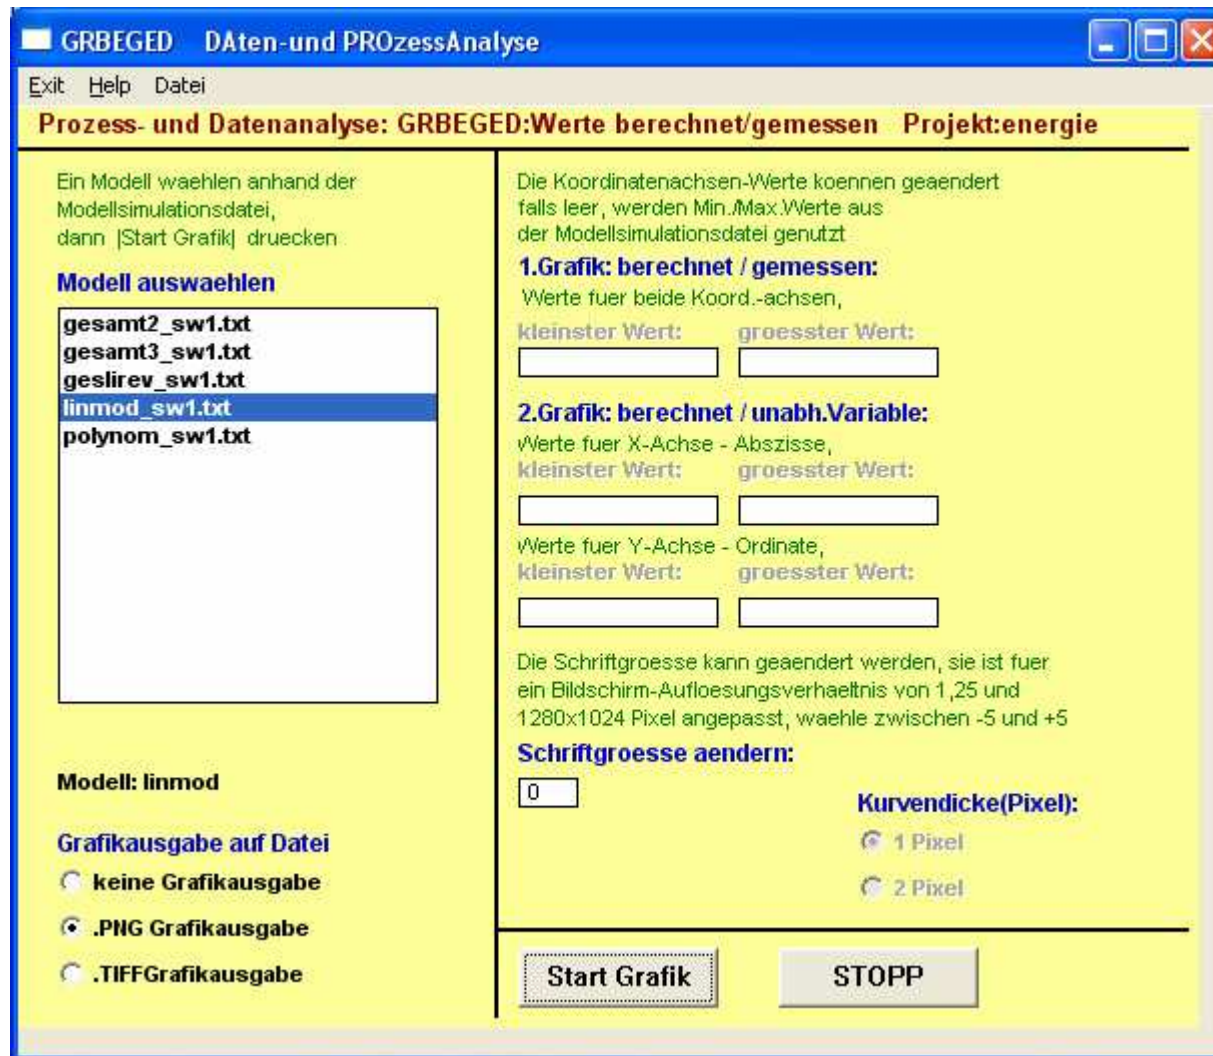 GRBEGED DAten-und PROzessAnalyse
Exit Help Datei
Prozess- und Datenanalyse: GRBEGED:Werte berechnet/gemessen Projekt:energie
Ein Modell waehlen anhand der
Modellsimulationsdatei,
dann |Start Grafik| druecken
Modell auswaehlen
gesamt2_sw1.txt
gesamt3_sw1.txt
geslirev_sw1.txt
linmod_sw1.txt
polynom_sw1.txt
Modell: linmod
Grafikausgabe auf Datei
keine Grafikausgabe
.PNG Grafikausgabe
.TIFFGrafikausgabe
Die Koordinatenachsen-Werte koennen geaendert
falls leer, werden Min./Max.Werte aus
der Modellsimulationsdatei genutzt
1.Grafik: berechnet / gemessen:
Werte fuer beide Koord.-achsen,
kleinster Wert: groesster Wert:
2.Grafik: berechnet / unabh.Variable:
Werte fuer X-Achse - Abszisse,
kleinster Wert: groesster Wert:
Werte fuer Y-Achse - Ordinate,
kleinster Wert: groesster Wert:
Die Schriftgroesse kann geaendert werden, sie ist fuer
ein Bildschirm-Aufloesungsverhaeltnis von 1,25 und
1280x1024 Pixel angepasst, waehle zwischen -5 und +5
Schriftgroesse aendern:
0
Kurvendicke(Pixel):
1 Pixel
2 Pixel
Start Grafik STOPP